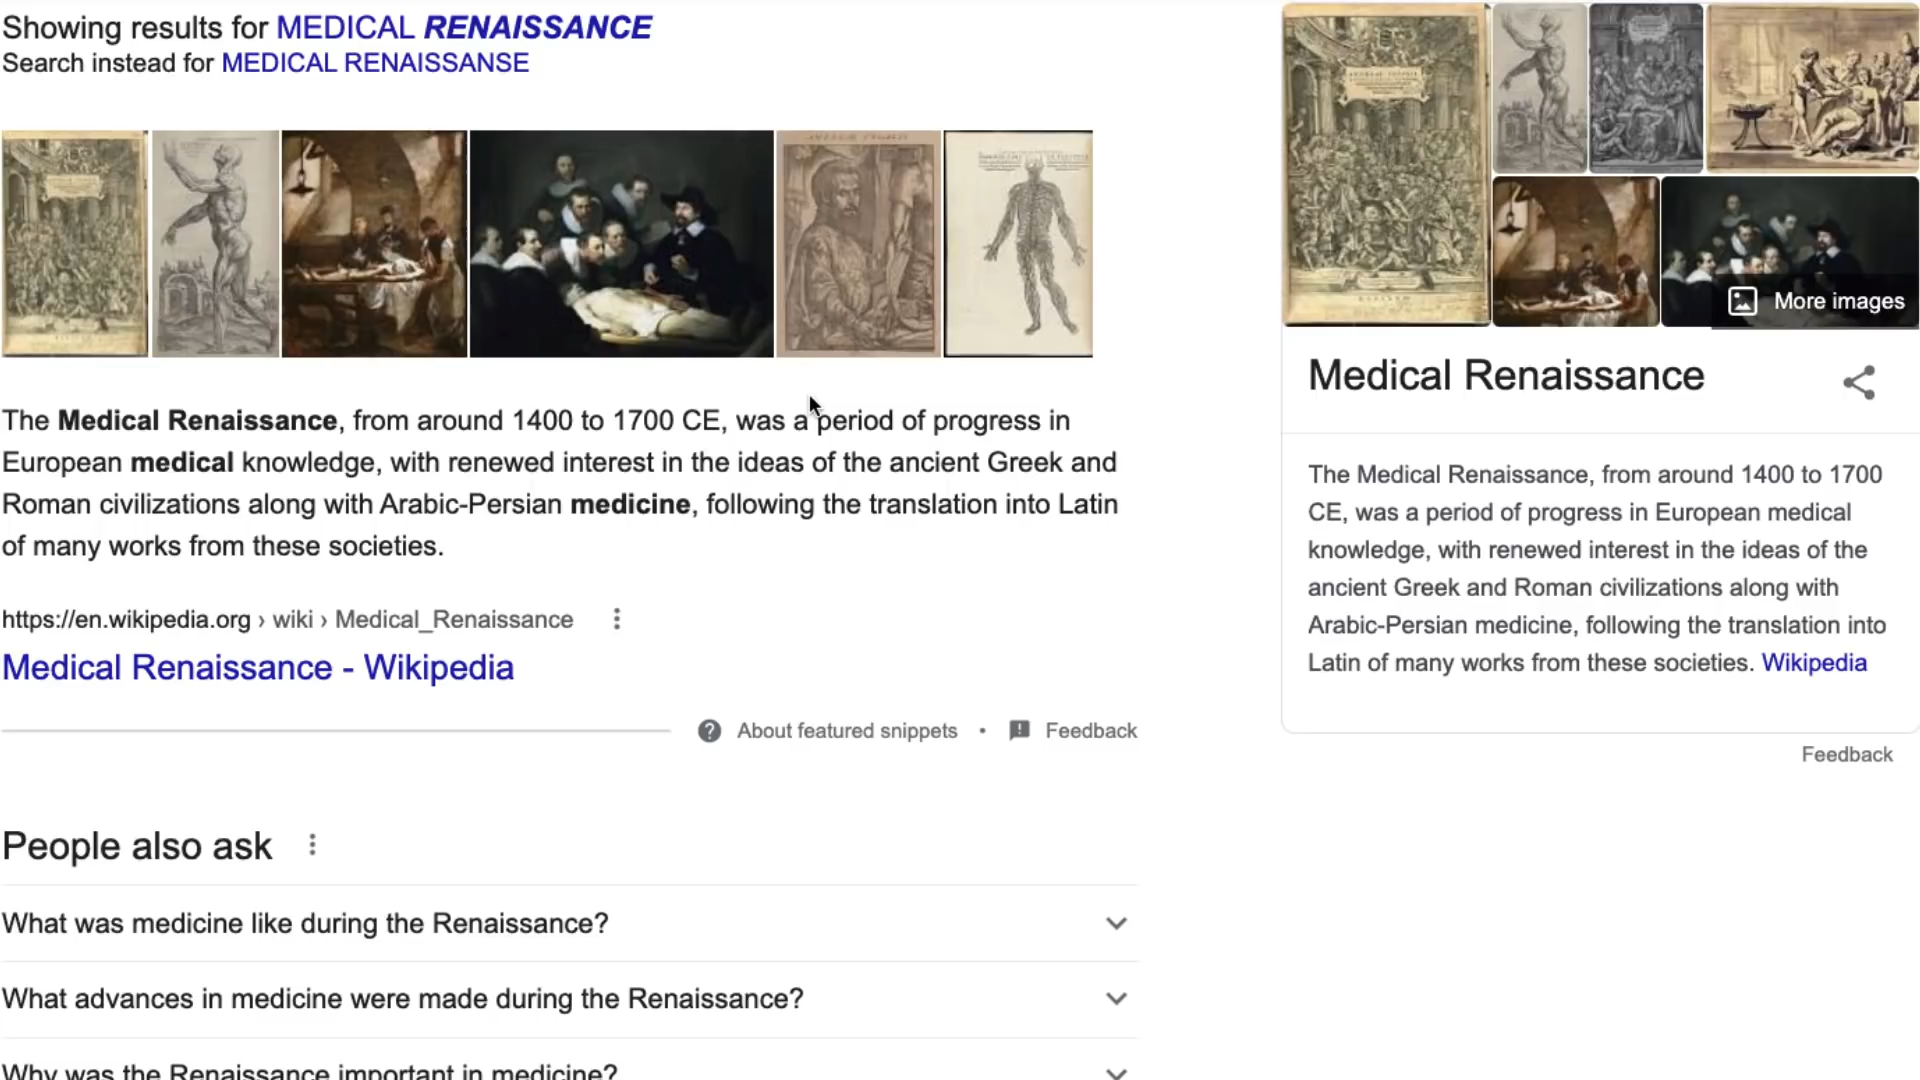 Showing results for MEDICAL RENAISSANCE
Search instead for MEDICAL RENAISSANSE
The Medical Renaissance, from around 1400 to 1700 CE, was a period of progress in
European medical knowledge, with renewed interest in the ideas of the ancient Greek and
Roman civilizations along with Arabic-Persian medicine, following the translation into Latin
of many works from these societies.
https://en.wikipedia.org › wiki › Medical_Renaissance
Medical Renaissance - Wikipedia
About featured snippets • Feedback
People also ask
What was medicine like during the Renaissance?
What advances in medicine were made during the Renaissance?
Why was the Renaissance important in medicine?
More images
Medical Renaissance
The Medical Renaissance, from around 1400 to 1700
CE, was a period of progress in European medical
knowledge, with renewed interest in the ideas of the
ancient Greek and Roman civilizations along with
Arabic-Persian medicine, following the translation into
Latin of many works from these societies. Wikipedia
Feedback